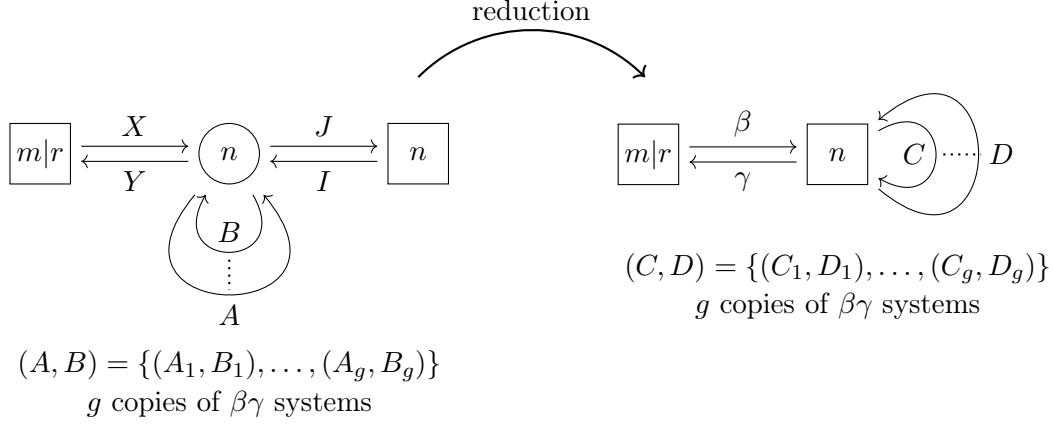 reduction
m|r
X
Y
n
J
I
n
B
A
(A, B) = {(A_1, B_1), . . . , (A_g, B_g)}
g copies of βγ systems
m|r
β
γ
n
C
D
(C, D) = {(C_1, D_1), . . . , (C_g, D_g)}
g copies of βγ systems